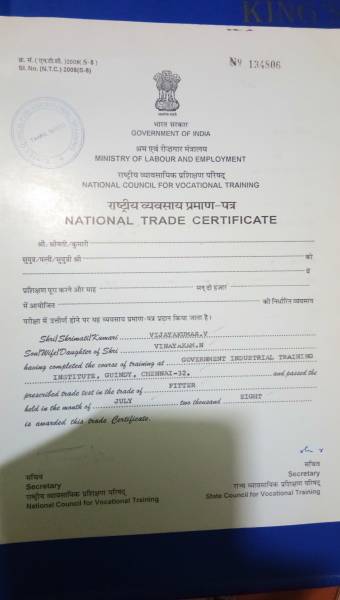 KING'S
क्र. सं. ( एन.टी.सी. )2008( S-8 )
Sl. No. (N.T.C.) 2008(S-8)
Nº 134806
TAMIL NADU
भारत सरकार
GOVERNMENT OF INDIA
श्रम एवं रोज़गार मंत्रालय
MINISTRY OF LABOUR AND EMPLOYMENT
राष्ट्रीय व्यावसायिक प्रशिक्षण परिषद्
NATIONAL COUNCIL FOR VOCATIONAL TRAINING
राष्ट्रीय व्यवसाय प्रमाण-पत्र
NATIONAL TRADE CERTIFICATE
श्री/ श्रीमती/ कुमारी
सुपुत्र/पत्नी/ सुपुत्री श्री को
में
प्रशिक्षण पूरा करने और माह सन् दो हज़ार
में आयोजित की निर्धारित व्यवसाय
परीक्षा में उत्तीर्ण होने पर यह व्यवसाय प्रमाण-पत्र प्रदान किया जाता है।
Shri/Shrimati/Kumari VIJAYAKUMAR.V
Son/Wife/Daughter of Shri VINAYAKAM.N
having completed the course of training at GOVERNMENT INDUSTRIAL TRAINING
INSTITUTE, GUINDY, CHENNAI-32. and passed the
prescribed trade test in the trade of FITTER
held in the month of JULY two thousand EIGHT
is awarded this trade Certificate.
सचिव
Secretary
राष्ट्रीय व्यावसायिक प्रशिक्षण परिषद्
National Council for Vocational Training
सचिव
Secretary
राज्य व्यावसायिक प्रशिक्षण परिषद्
State Council for Vocational Training